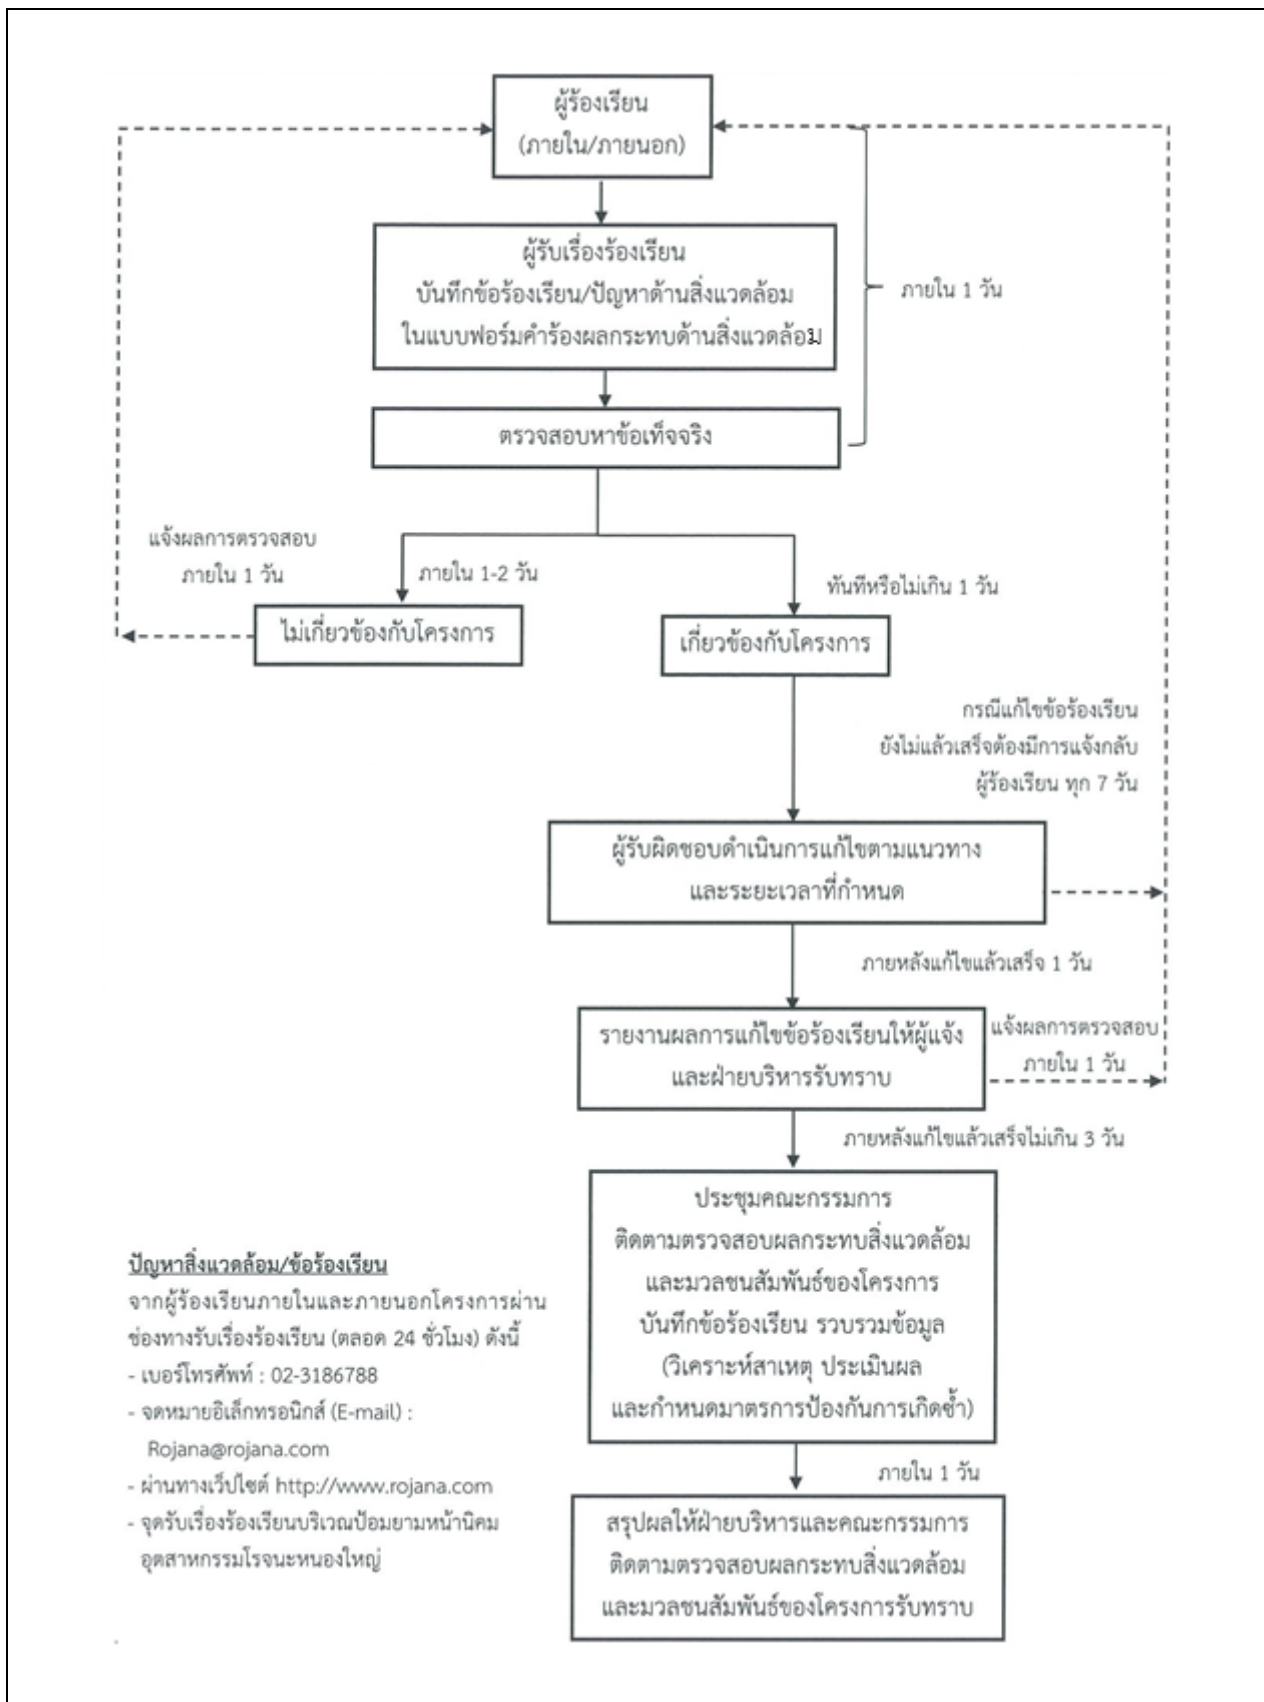 ผู้ร้องเรียน
(ภายใน/ภายนอก)
ผู้รับเรื่องร้องเรียน
บันทึกข้อร้องเรียน/ปัญหาด้านสิ่งแวดล้อม
ในแบบฟอร์มคำร้องผลกระทบด้านสิ่งแวดล้อม
ภายใน 1 วัน
ตรวจสอบหาข้อเท็จจริง
แจ้งผลการตรวจสอบ
ภายใน 1 วัน
ภายใน 1-2 วัน
ทันทีหรือไม่เกิน 1 วัน
ไม่เกี่ยวข้องกับโครงการ
เกี่ยวข้องกับโครงการ
กรณีแก้ไขข้อร้องเรียน
ยังไม่แล้วเสร็จต้องมีการแจ้งกลับ
ผู้ร้องเรียน ทุก 7 วัน
ผู้รับผิดชอบดำเนินการแก้ไขตามแนวทาง
และระยะเวลาที่กำหนด
ภายหลังแก้ไขแล้วเสร็จ 1 วัน
รายงานผลการแก้ไขข้อร้องเรียนให้ผู้แจ้ง
และฝ่ายบริหารรับทราบ
แจ้งผลการตรวจสอบ
ภายใน 1 วัน
ภายหลังแก้ไขแล้วเสร็จไม่เกิน 3 วัน
ประชุมคณะกรรมการ
ติดตามตรวจสอบผลกระทบสิ่งแวดล้อม
และมวลชนสัมพันธ์ของโครงการ
บันทึกข้อร้องเรียน รวบรวมข้อมูล
(วิเคราะห์สาเหตุ ประเมินผล
และกำหนดมาตรการป้องกันการเกิดซ้ำ)
ภายใน 1 วัน
สรุปผลให้ฝ่ายบริหารและคณะกรรมการ
ติดตามตรวจสอบผลกระทบสิ่งแวดล้อม
และมวลชนสัมพันธ์ของโครงการรับทราบ
ปัญหาสิ่งแวดล้อม/ข้อร้องเรียน
จากผู้ร้องเรียนภายในและภายนอกโครงการผ่าน
ช่องทางรับเรื่องร้องเรียน (ตลอด 24 ชั่วโมง) ดังนี้
- เบอร์โทรศัพท์ : 02-3186788
- จดหมายอิเล็กทรอนิกส์ (E-mail) :
Rojana@rojana.com
- ผ่านทางเว็ปไซต์ http://www.rojana.com
- จุดรับเรื่องร้องเรียนบริเวณป้อมยามหน้านิคม
อุตสาหกรรมโรจนะหนองใหญ่